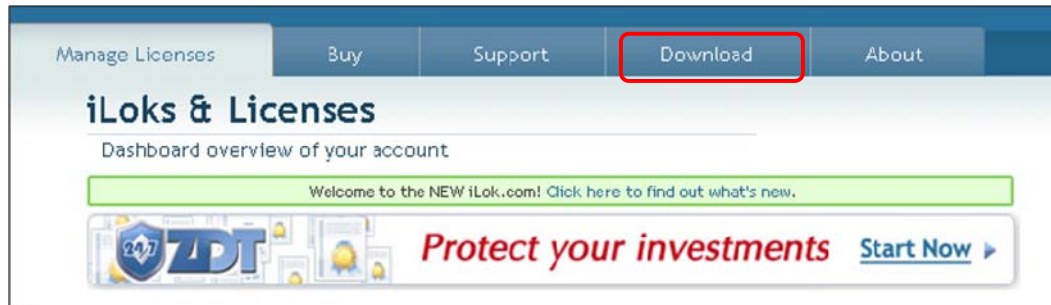 Manage Licenses Buy Support Download About
iLoks & Licenses
Dashboard overview of your account
Welcome to the NEW iLok.com! Click here to find out what's new.
24/7 ZDT Protect your investments Start Now